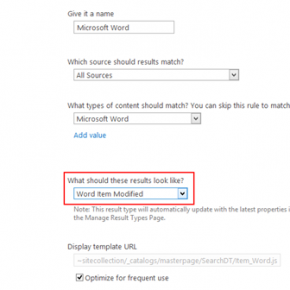 Give it a name
Microsoft Word
Which source should results match?
All Sources
What types of content should match? You can skip this rule to match
Microsoft Word
Add value
What should these results look like?
Word Item Modified
Note: This result type will automatically update with the latest properties i
the Manage Result Types Page.
Display template URL
~sitecollection/_catalogs/masterpage/SearchDT/Item_Word.js
Optimize for frequent use